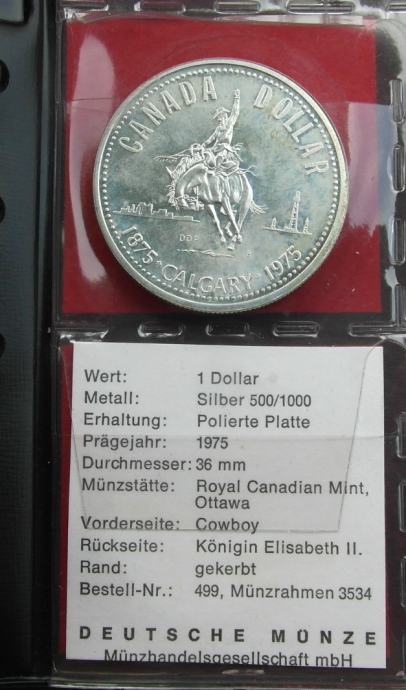 CANADA DOLLAR
1875 CALGARY 1975
DDP
Wert: 1 Dollar
Metall: Silber 500/1000
Erhaltung: Polierte Platte
Prägejahr: 1975
Durchmesser: 36 mm
Münzstätte: Royal Canadian Mint,
Ottawa
Vorderseite: Cowboy
Rückseite: Königin Elisabeth II.
Rand: gekerbt
Bestell-Nr.: 499, Münzrahmen 3534
DEUTSCHE MÜNZE
Münzhandelsgesellschaft mbH